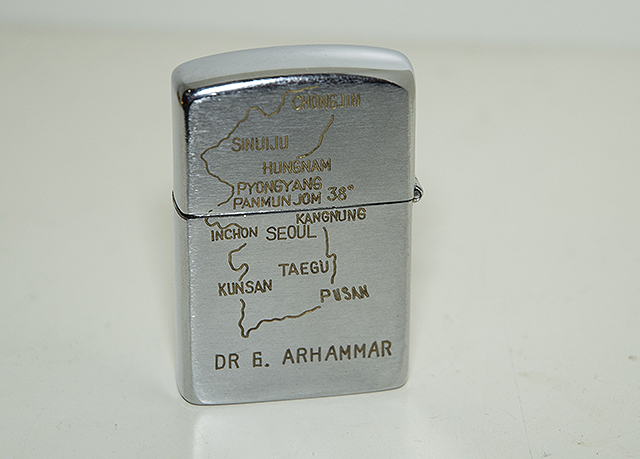 CHONGJIN
SINUIJU
HUNGNAM
PYONGYANG
PANMUNJOM 38°
KANGNUNG
INCHON SEOUL
TAEGU
KUNSAN
PUSAN
DR G. ARHAMMAR